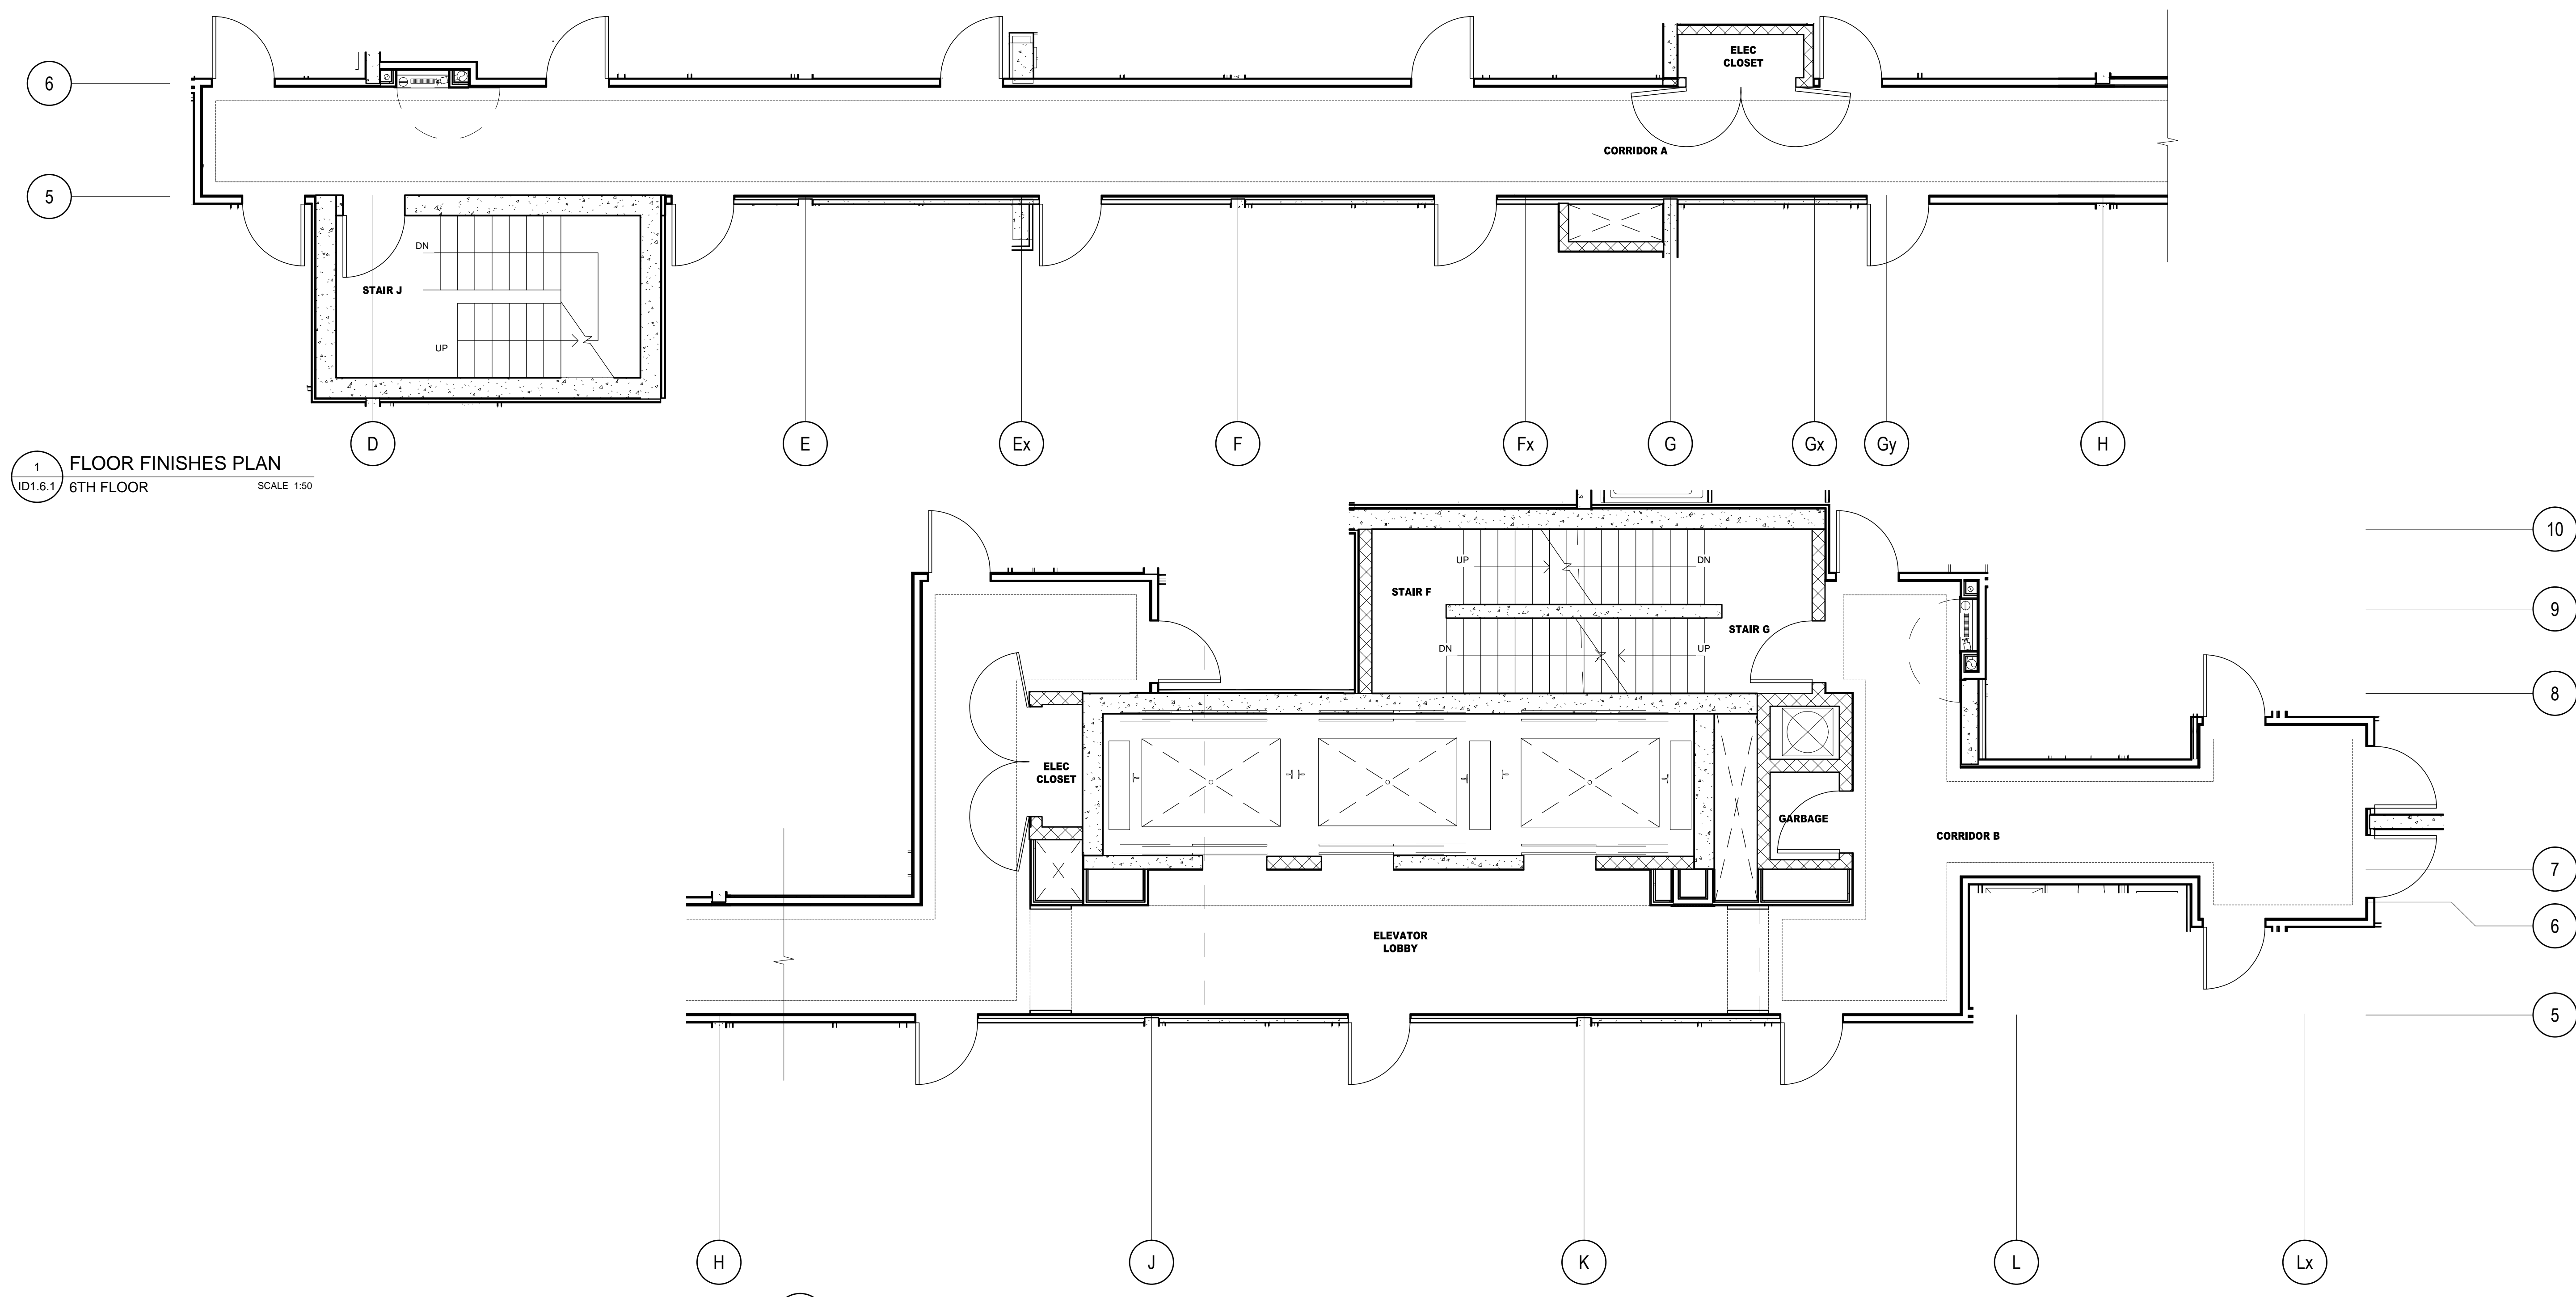 ELEC
CLOSET
6
CORRIDOR A
5
DN
STAIR J
UP
D
E
Ex
F
Fx
G
Gx
Gy
H
1
FLOOR FINISHES PLAN
ID1.6.1
6TH FLOOR
SCALE 1:50
10
UP
DN
STAIR F
9
STAIR G
DN
UP
8
ELEC
CLOSET
GARBAGE
CORRIDOR B
7
6
ELEVATOR
LOBBY
5
H
J
K
L
Lx